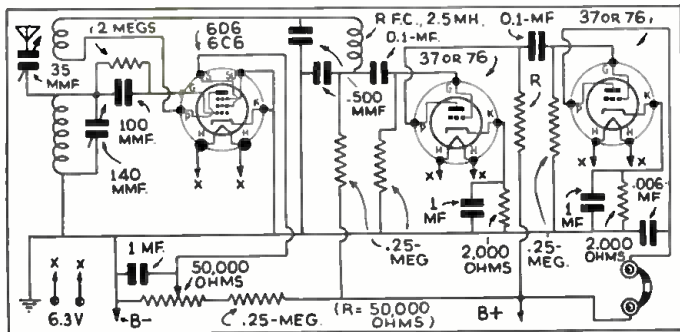 2 MEGS
6D6
6C6
R.F.C., 2.5 MH.
0.1-MF.
0.1-MF
37 OR 76
37 OR 76
35
MMF
100
MMF.
140
MMF.
.500
MMF
R
G
G
SU
P
K
H
H
G
P
K
H
H
G
P
K
H
H
X
X
X
X
X
X
1
MF
1
MF
.006
MF
.25-
MEG
2,000
OHMS
.25-
MEG.
2,000
OHMS
1 MF.
50,000
OHMS
X
X
6.3 V
B-
.25-MEG.
(R=50,000
OHMS)
B+